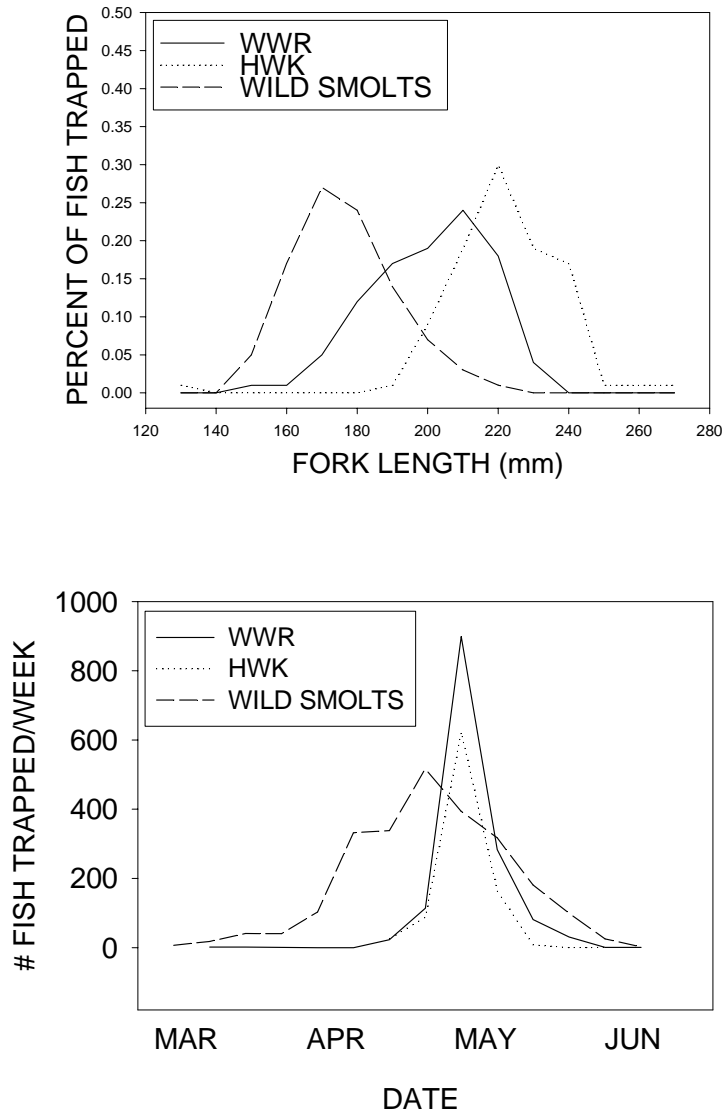 0.50
0.45
0.40
0.35
0.30
0.25
0.20
0.15
0.10
0.05
0.00
PERCENT OF FISH TRAPPED
WWR
HWK
WILD SMOLTS
120 140 160 180 200 220 240 260 280
FORK LENGTH (mm)
1000
800
600
400
200
0
# FISH TRAPPED/WEEK
WWR
HWK
WILD SMOLTS
MAR APR MAY JUN
DATE